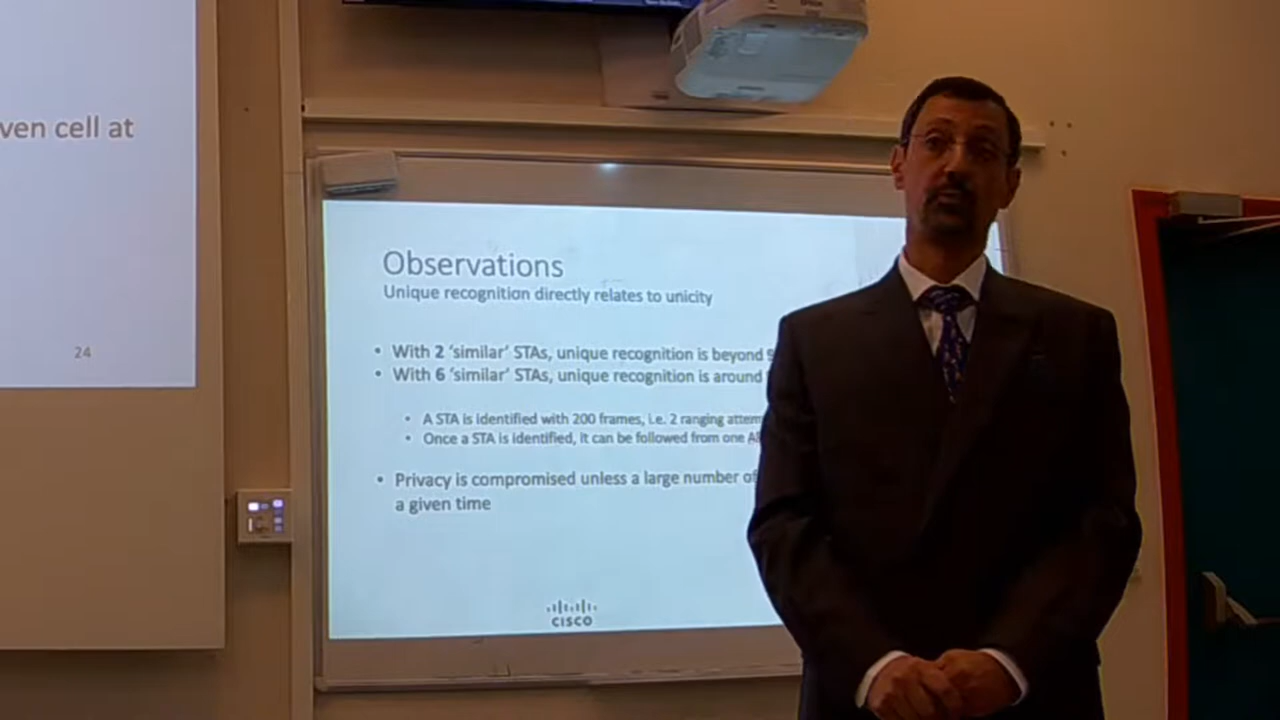 ven cell at
24
Observations
Unique recognition directly relates to unicity
• With 2 ‘similar’ STAs, unique recognition is beyond
• With 6 ‘similar’ STAs, unique recognition is around
• A STA is identified with 200 frames, i.e. 2 ranging attem
• Once a STA is identified, it can be followed from one
• Privacy is compromised unless a large number of
a given time
CISCO